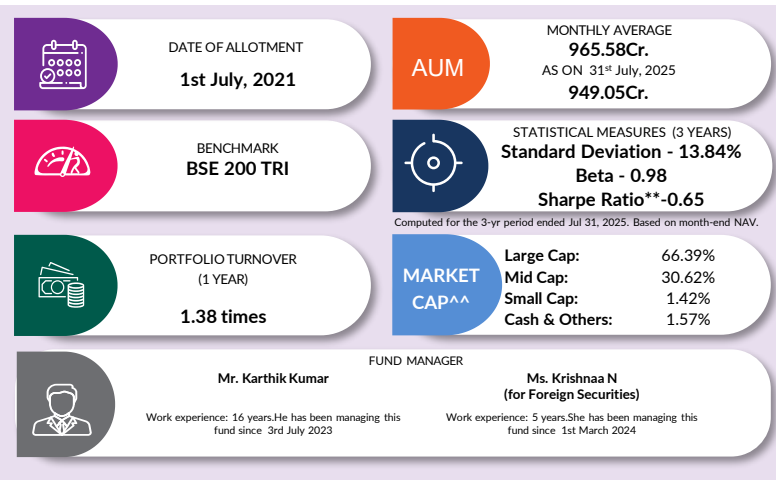 DATE OF ALLOTMENT
1st July, 2021
AUM
MONTHLY AVERAGE
965.58Cr.
AS ON 31st July, 2025
949.05Cr.
BENCHMARK
BSE 200 TRI
STATISTICAL MEASURES (3 YEARS)
Standard Deviation - 13.84%
Beta - 0.98
Sharpe Ratio**-0.65
Computed for the 3-yr period ended Jul 31, 2025. Based on month-end NAV.
PORTFOLIO TURNOVER
(1 YEAR)
1.38 times
MARKET
CAP^^
Large Cap: 66.39%
Mid Cap: 30.62%
Small Cap: 1.42%
Cash & Others: 1.57%
FUND MANAGER
Mr. Karthik Kumar
Work experience: 16 years.He has been managing this
fund since 3rd July 2023
Ms. Krishnaa N
(for Foreign Securities)
Work experience: 5 years.She has been managing this
fund since 1st March 2024